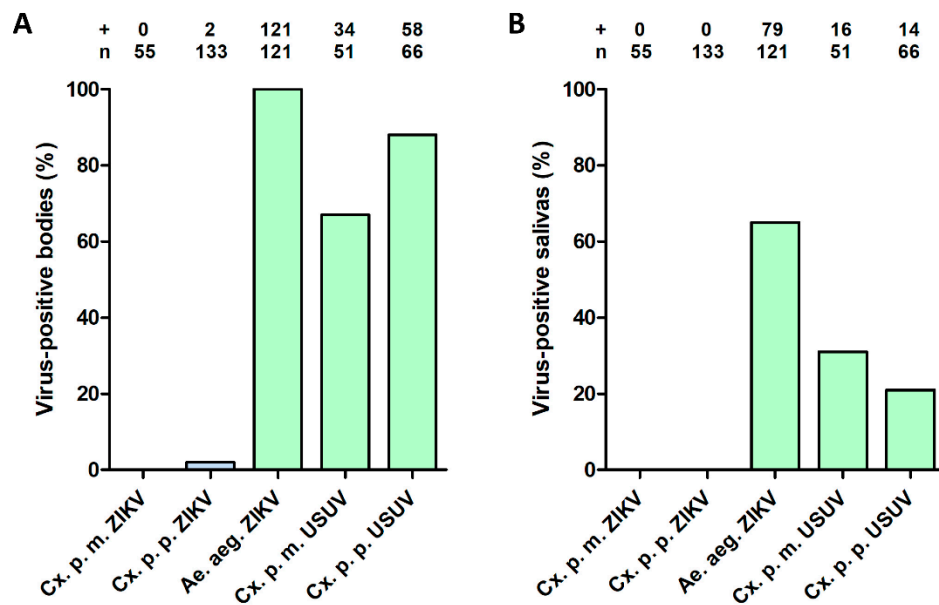 A
+ 0 2 121 34 58
n 55 133 121 51 66
Virus-positive bodies (%)
100
80
60
40
20
0
Cx. p. m. ZIKV
Cx. p. p. ZIKV
Ae. aeg. ZIKV
Cx. p. m. USUV
Cx. p. p. USUV
B
+ 0 0 79 16 14
n 55 133 121 51 66
Virus-positive salivas (%)
100
80
60
40
20
0
Cx. p. m. ZIKV
Cx. p. p. ZIKV
Ae. aeg. ZIKV
Cx. p. m. USUV
Cx. p. p. USUV